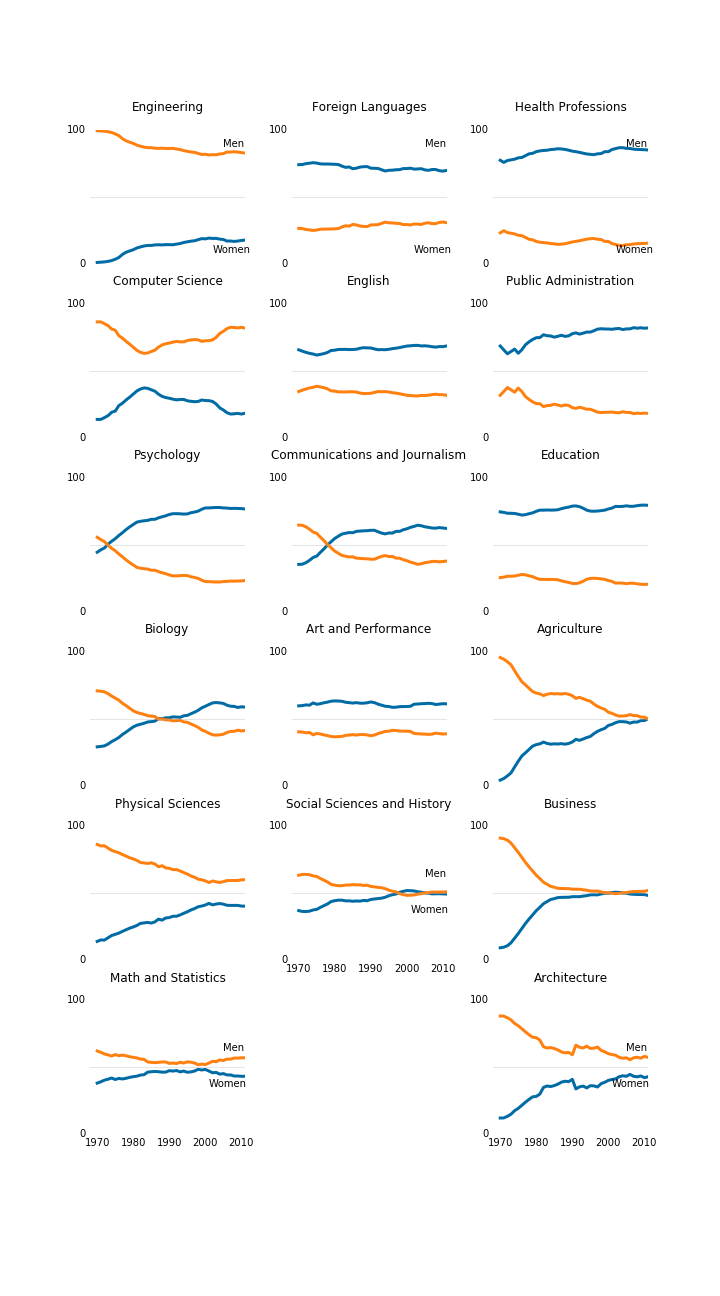 Engineering
Foreign Languages
Health Professions
100
Men
100
Men
100
Men
0
Women
0
Women
0
Women
Computer Science
English
Public Administration
100
100
100
0
0
0
Psychology
Communications and Journalism
Education
100
100
100
0
0
0
Biology
Art and Performance
Agriculture
100
100
100
0
0
0
Physical Sciences
Social Sciences and History
Business
100
100
100
Men
Women
0
0
0
1970 1980 1990 2000 2010
Math and Statistics
Architecture
100
100
Men
Men
Women
Women
0
0
1970 1980 1990 2000 2010
1970 1980 1990 2000 2010